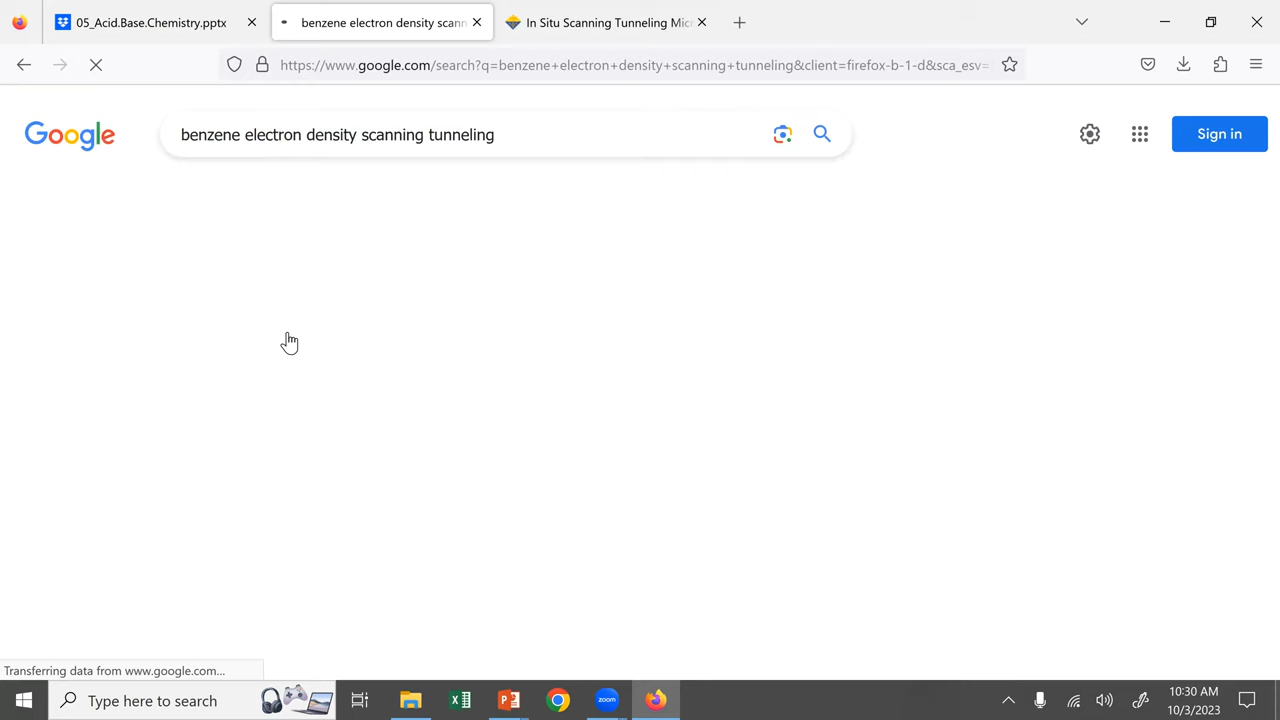 05_Acid.Base.Chemistry.pptx
benzene electron density scann
In Situ Scanning Tunneling Mic
https://www.google.com/search?q=benzene+electron+density+scanning+tunneling&client=firefox-b-1-d&sca_esv=
Google
benzene electron density scanning tunneling
Sign in
Transferring data from www.google.com...
Type here to search
zoom
10:30 AM
10/3/2023